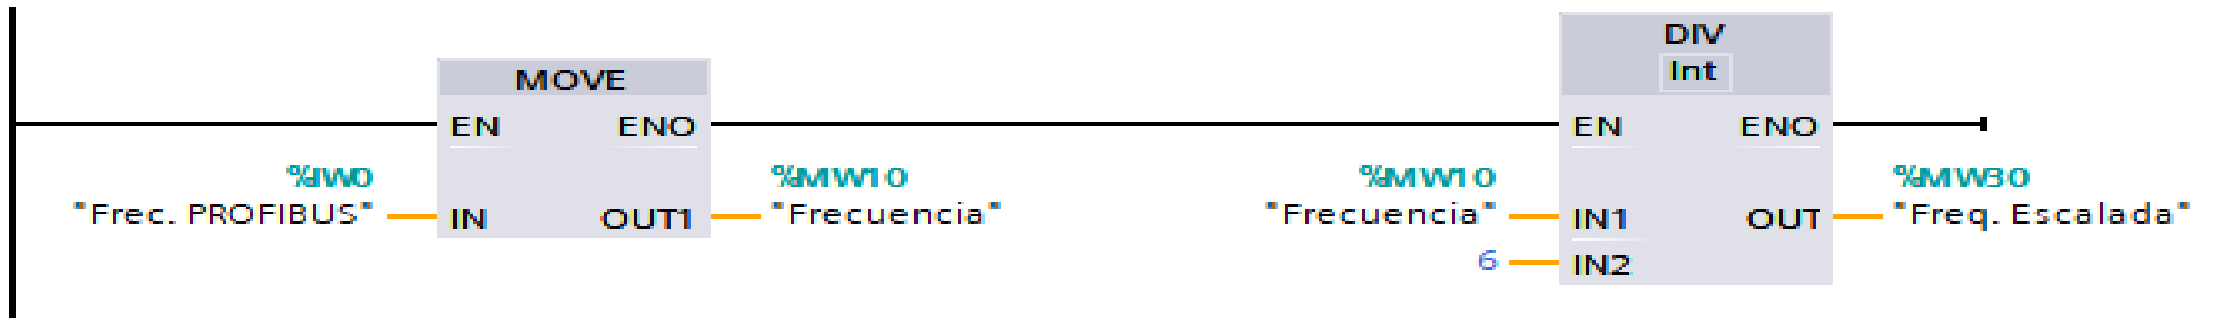 MOVE
EN ENO
%IW0
"Frec. PROFIBUS"
IN OUT1
%MW10
"Frecuencia"
DIV
Int
EN ENO
%MW10
"Frecuencia"
6
IN1 OUT
IN2
%MW30
"Freq. Escalada"